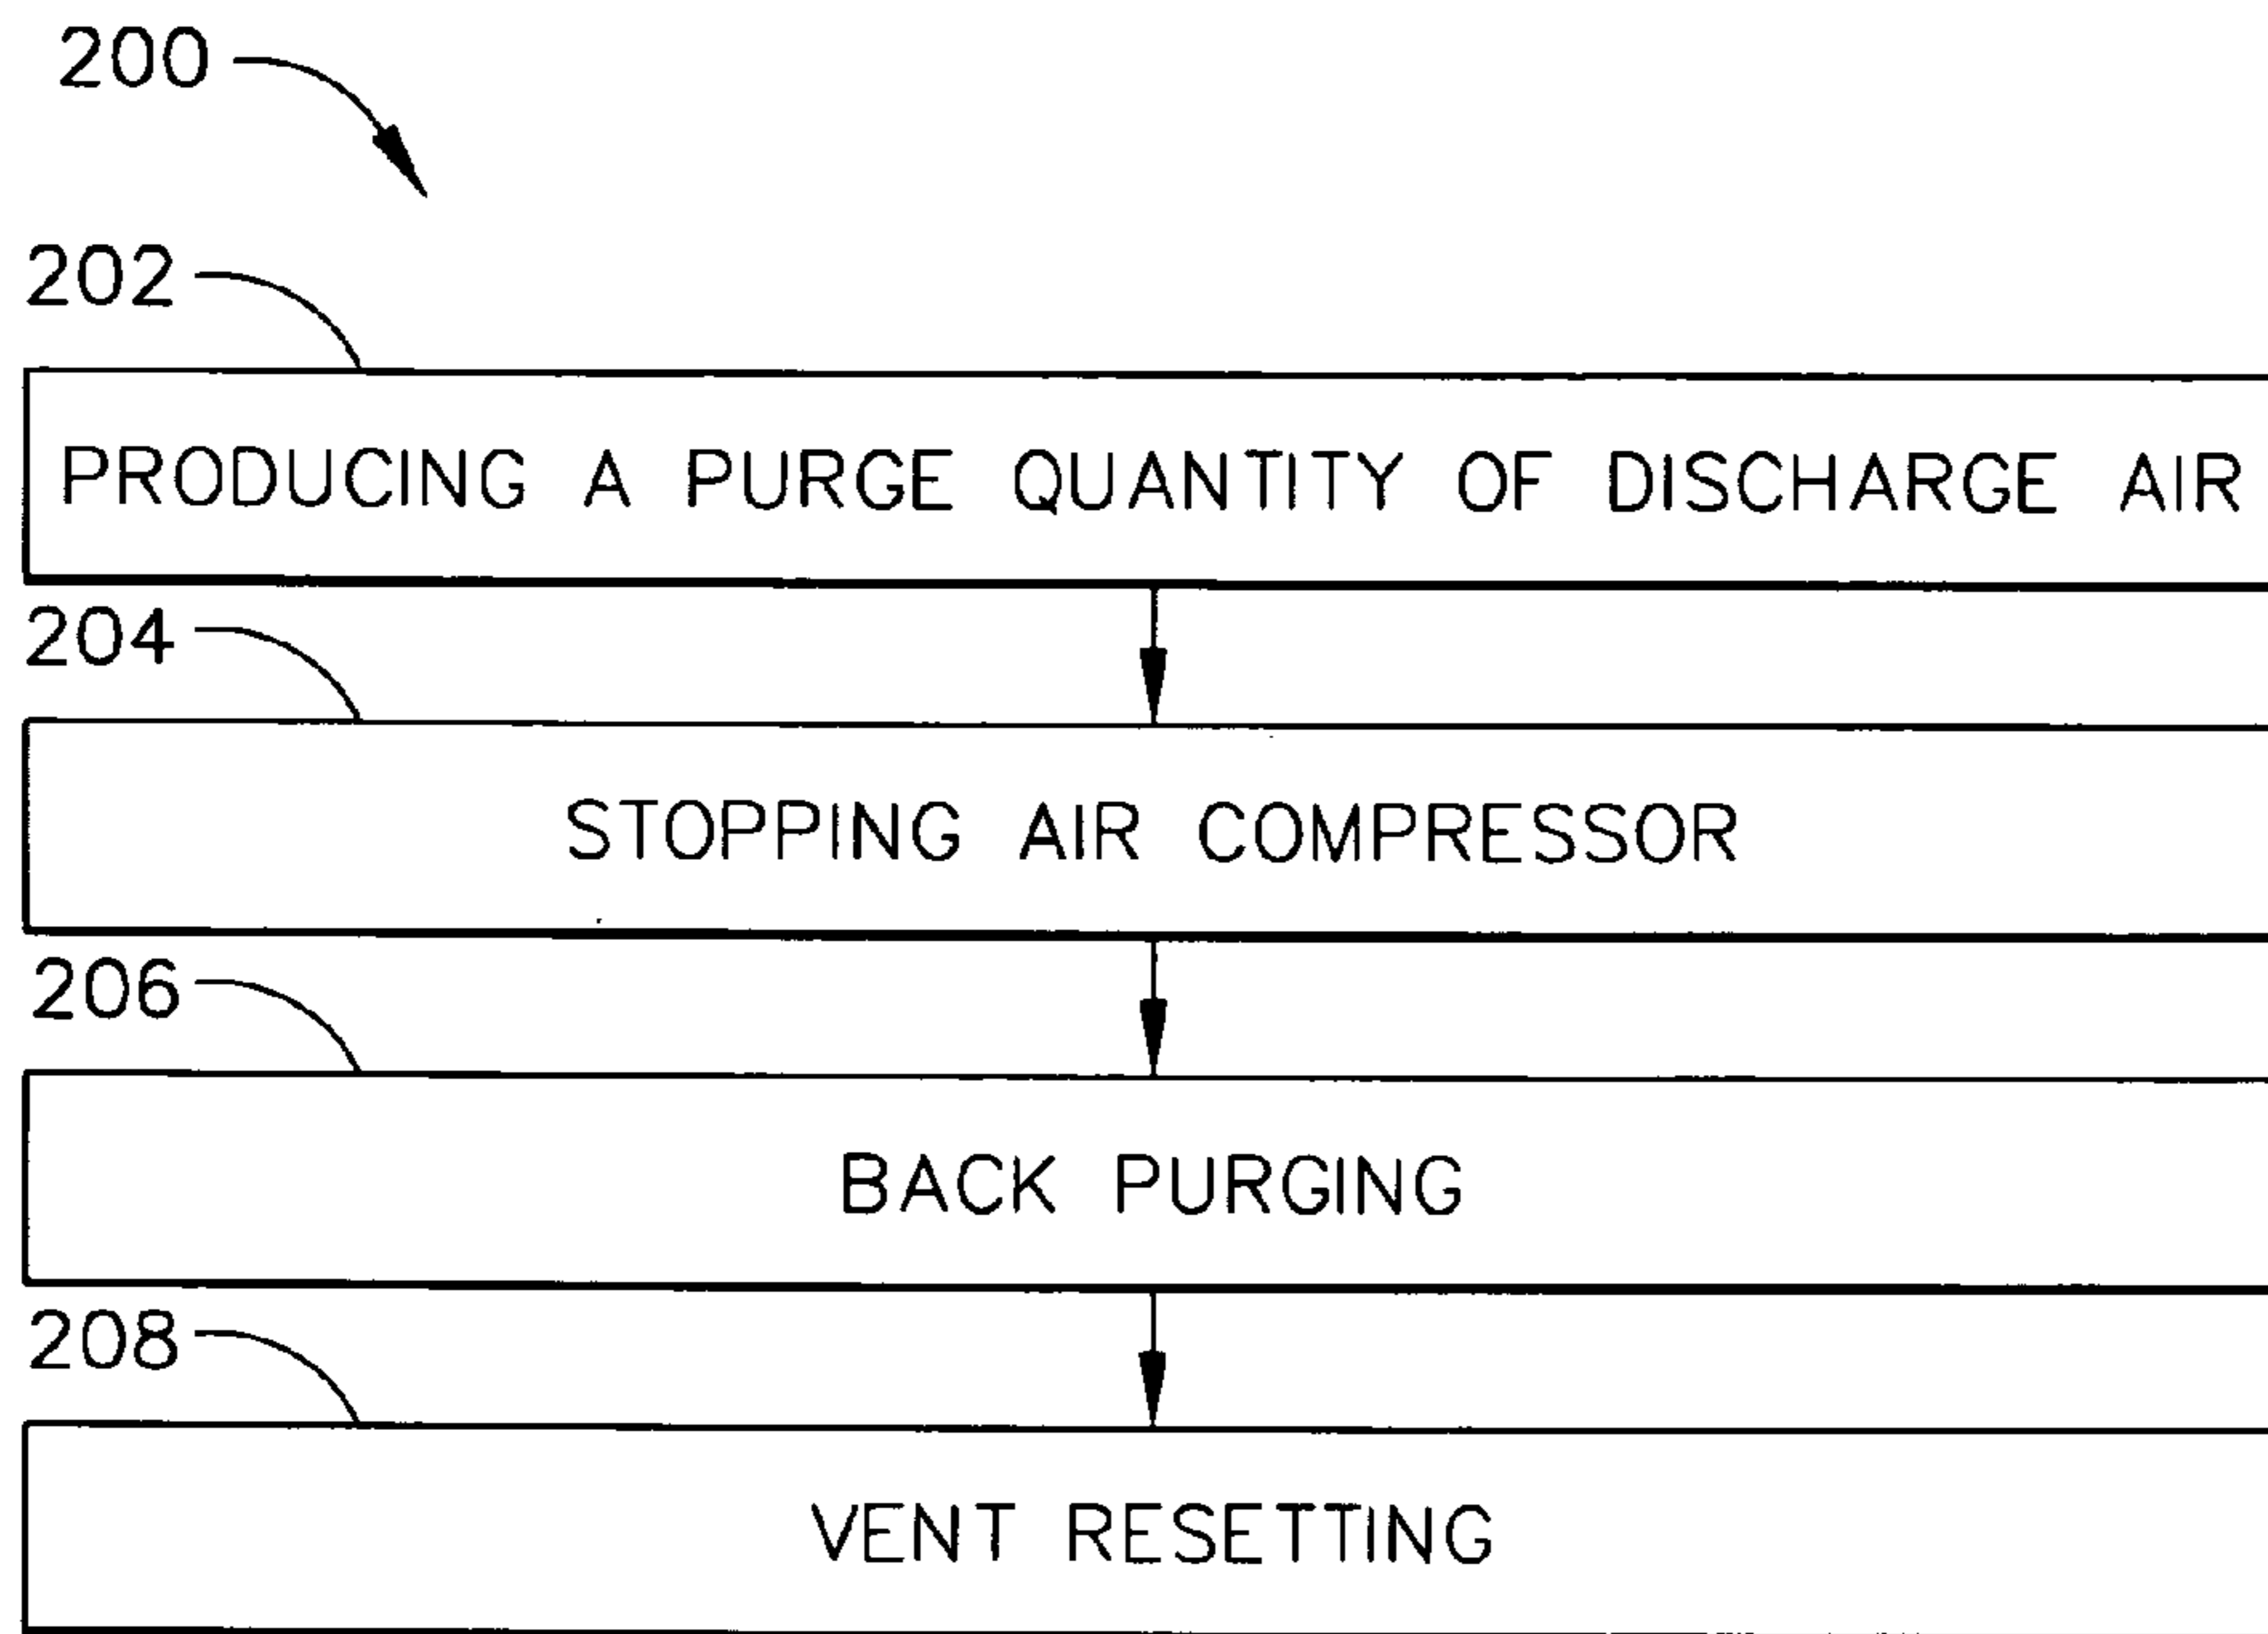 200
202
PRODUCING A PURGE QUANTITY OF DISCHARGE AIR
204
STOPPING AIR COMPRESSOR
206
BACK PURGING
208
VENT RESETTING